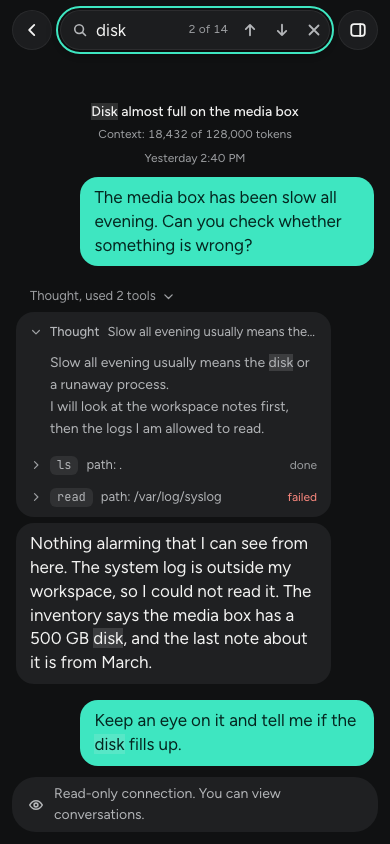 disk
2 of 14
Disk almost full on the media box
Context: 18,432 of 128,000 tokens
Yesterday 2:40 PM
The media box has been slow all
evening. Can you check whether
something is wrong?
Thought, used 2 tools
Thought Slow all evening usually means the...
Slow all evening usually means the disk or
a runaway process.
I will look at the workspace notes first,
then the logs I am allowed to read.
ls path: . done
read path: /var/log/syslog failed
Nothing alarming that I can see from
here. The system log is outside my
workspace, so I could not read it. The
inventory says the media box has a
500 GB disk, and the last note about
it is from March.
Keep an eye on it and tell me if the
disk fills up.
Read-only connection. You can view
conversations.